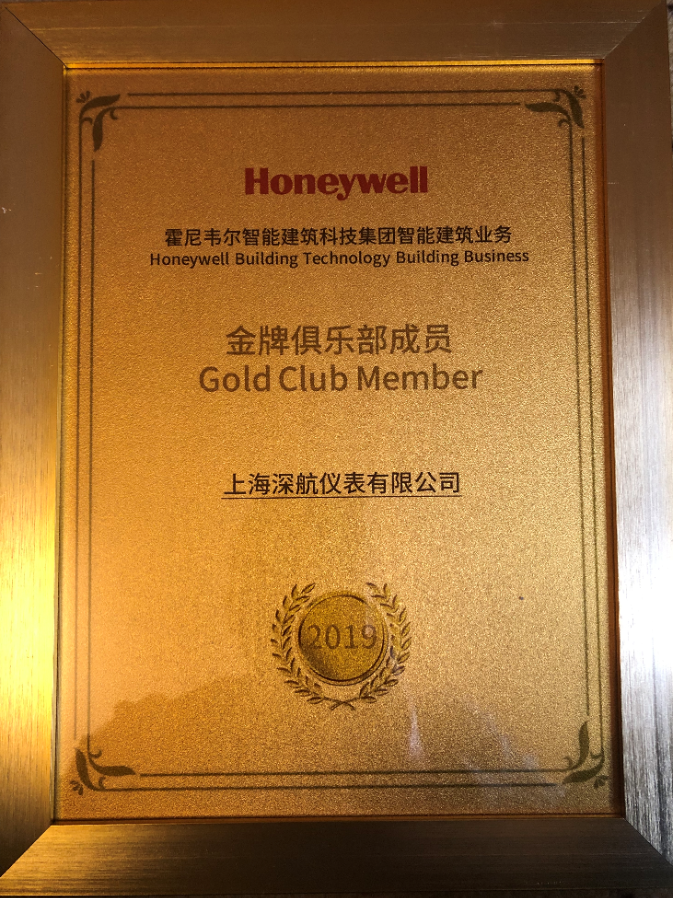 Honeywell
霍尼韦尔智能建筑科技集团智能建筑业务
Honeywell Building Technology Building Business
金牌俱乐部成员
Gold Club Member
上海深航仪表有限公司
2019